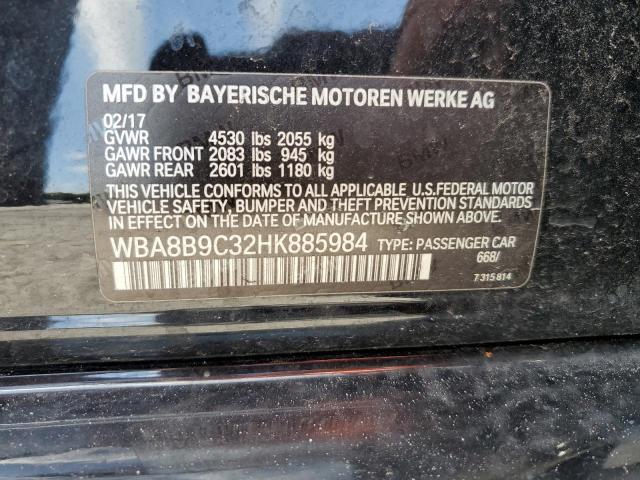 MFD BY BAYERISCHE MOTOREN WERKE AG
02/17
GVWR 4530 lbs 2055 kg
GAWR FRONT 2083 lbs 945 kg
GAWR REAR 2601 lbs 1180 kg
THIS VEHICLE CONFORMS TO ALL APPLICABLE U.S.FEDERAL MOTOR
VEHICLE SAFETY, BUMPER AND THEFT PREVENTION STANDARDS
IN EFFECT ON THE DATE OF MANUFACTURE SHOWN ABOVE.
WBA8B9C32HK885984 TYPE: PASSENGER CAR
668/
7 315 814